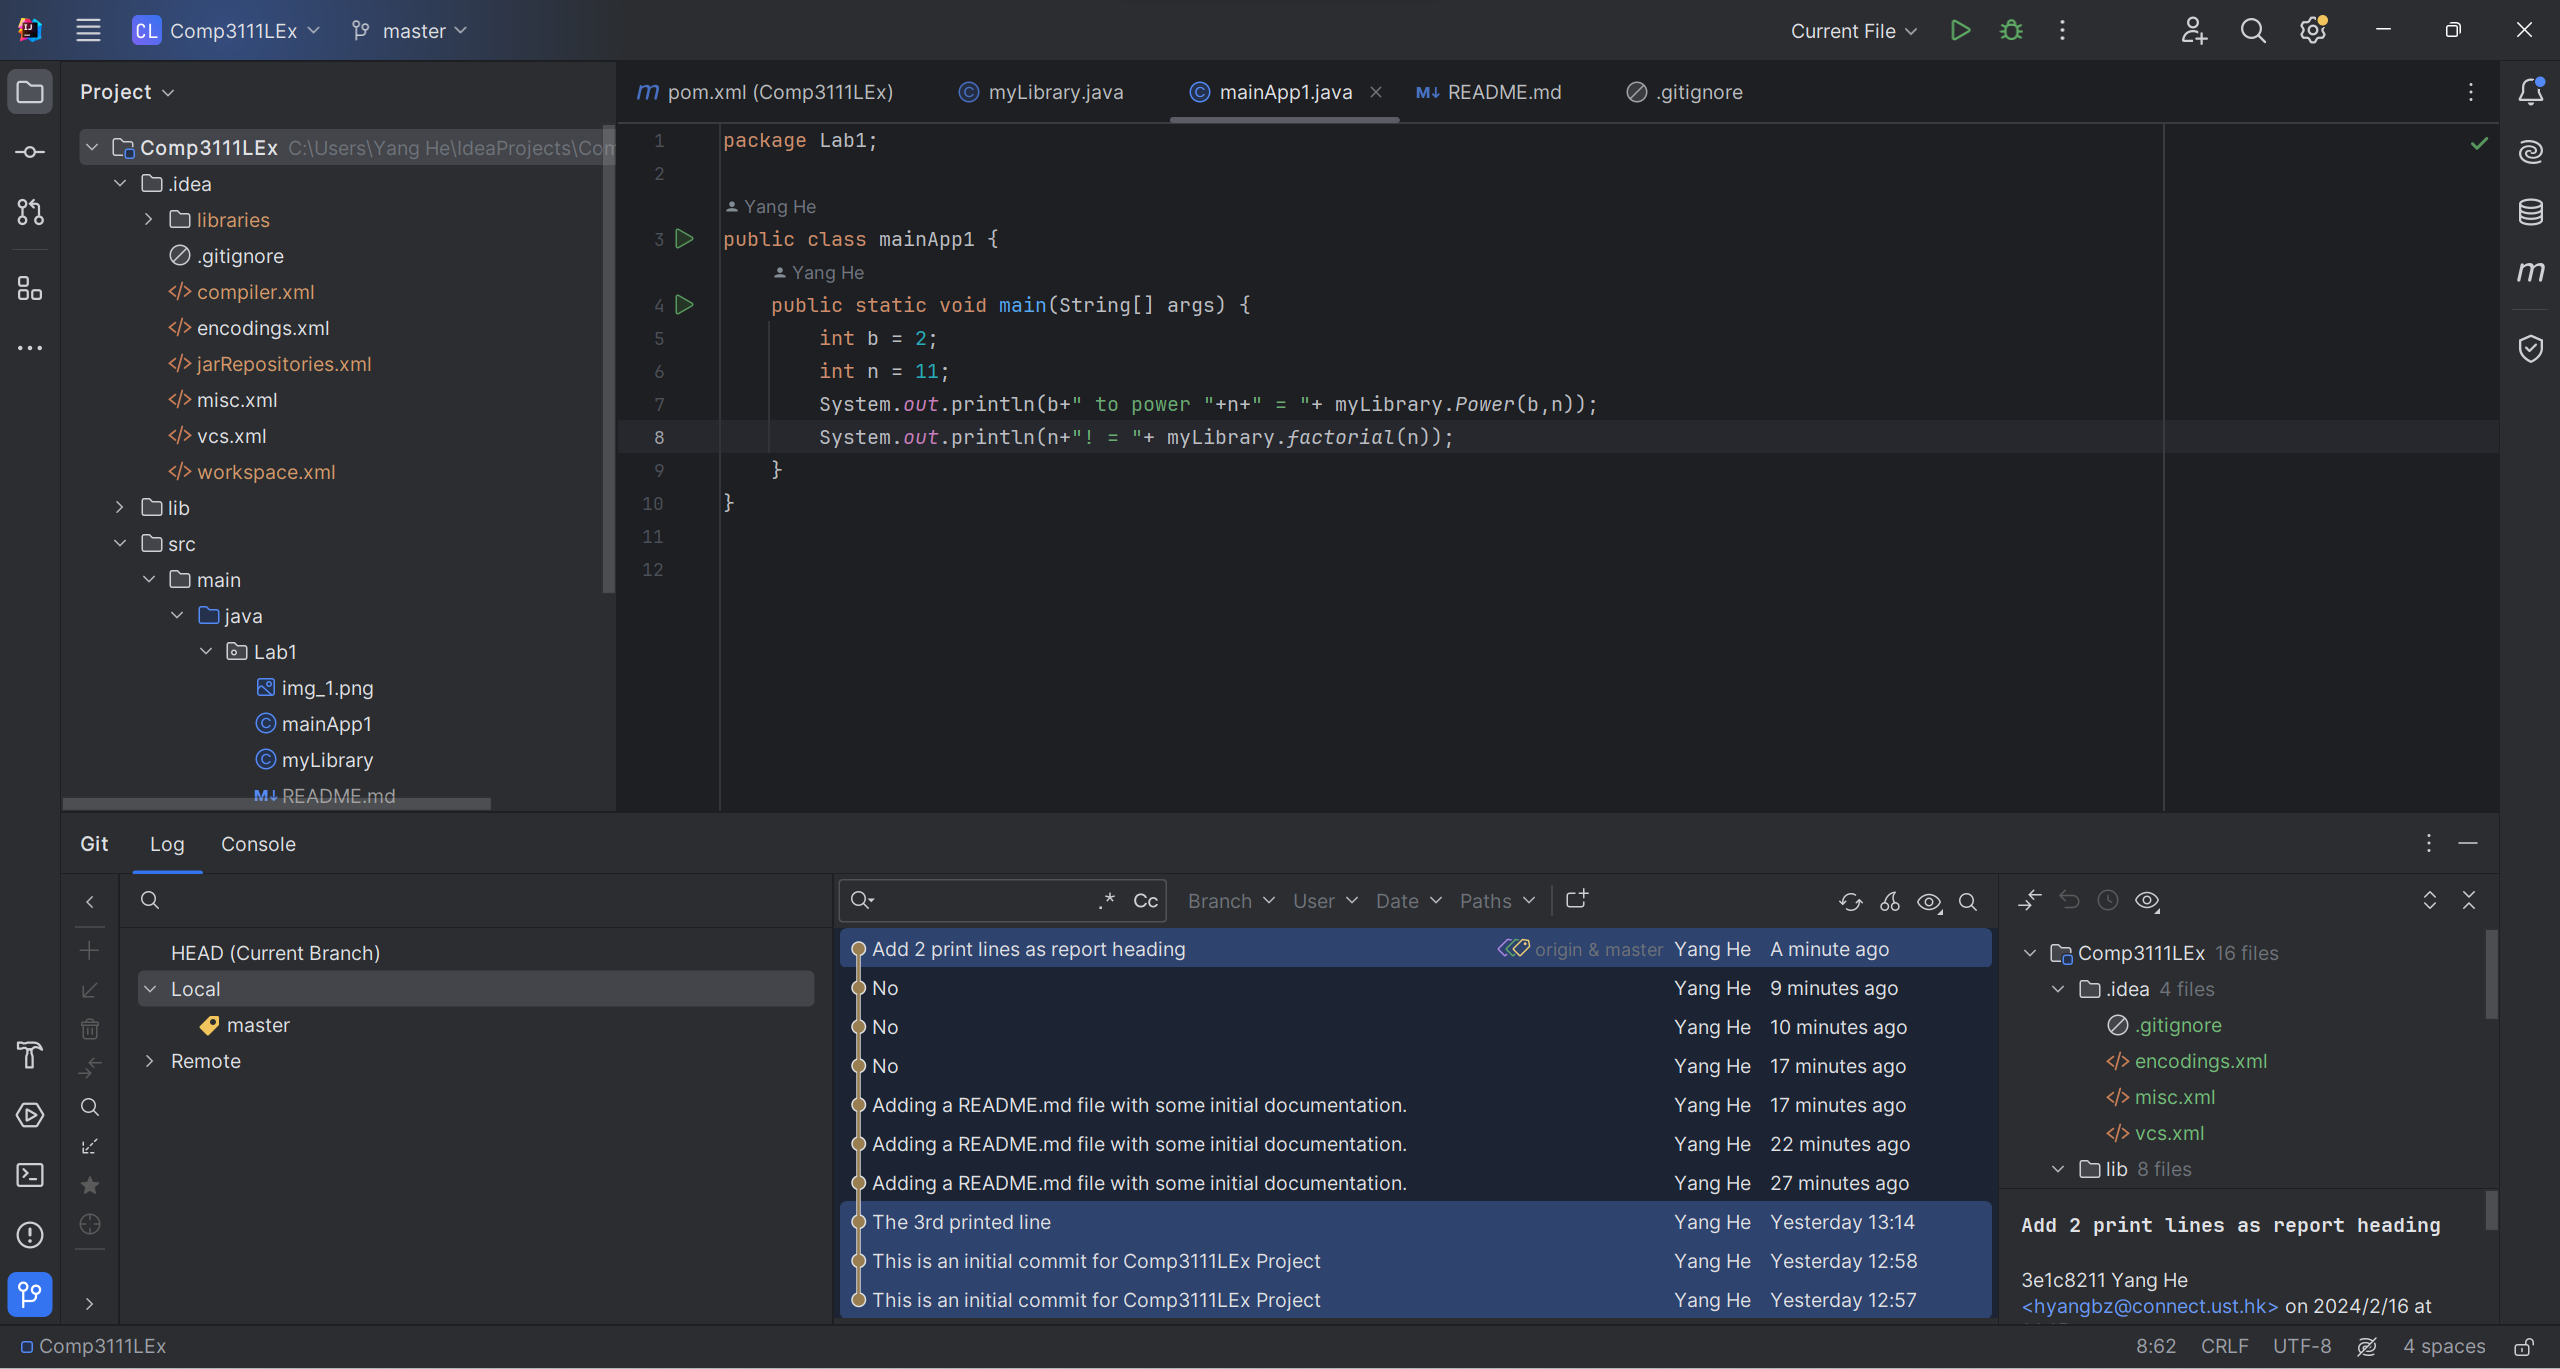 CL Comp3111LEx master Current File
Project
pom.xml (Comp3111LEx) myLibrary.java mainApp1.java README.md .gitignore
Comp3111LEx C:\Users\Yang He\IdeaProjects\Com
.idea
libraries
.gitignore
compiler.xml
encodings.xml
jarRepositories.xml
misc.xml
vcs.xml
workspace.xml
lib
src
main
java
Lab1
img_1.png
mainApp1
myLibrary
README.md
1 package Lab1;
2
Yang He
3 public class mainApp1 {
Yang He
4 public static void main(String[] args) {
5 int b = 2;
6 int n = 11;
7 System.out.println(b+" to power "+n+" = "+ myLibrary.Power(b,n));
8 System.out.println(n+"! = "+ myLibrary.factorial(n));
9 }
10 }
11
12
Git Log Console
.* Cc Branch User Date Paths
HEAD (Current Branch)
Local
master
Remote
Add 2 print lines as report heading origin & master Yang He A minute ago
No Yang He 9 minutes ago
No Yang He 10 minutes ago
No Yang He 17 minutes ago
Adding a README.md file with some initial documentation. Yang He 17 minutes ago
Adding a README.md file with some initial documentation. Yang He 22 minutes ago
Adding a README.md file with some initial documentation. Yang He 27 minutes ago
The 3rd printed line Yang He Yesterday 13:14
This is an initial commit for Comp3111LEx Project Yang He Yesterday 12:58
This is an initial commit for Comp3111LEx Project Yang He Yesterday 12:57
Comp3111LEx 16 files
.idea 4 files
.gitignore
encodings.xml
misc.xml
vcs.xml
lib 8 files
Add 2 print lines as report heading
3e1c8211 Yang He
<hyangbz@connect.ust.hk> on 2024/2/16 at
Comp3111LEx 8:62 CRLF UTF-8 4 spaces